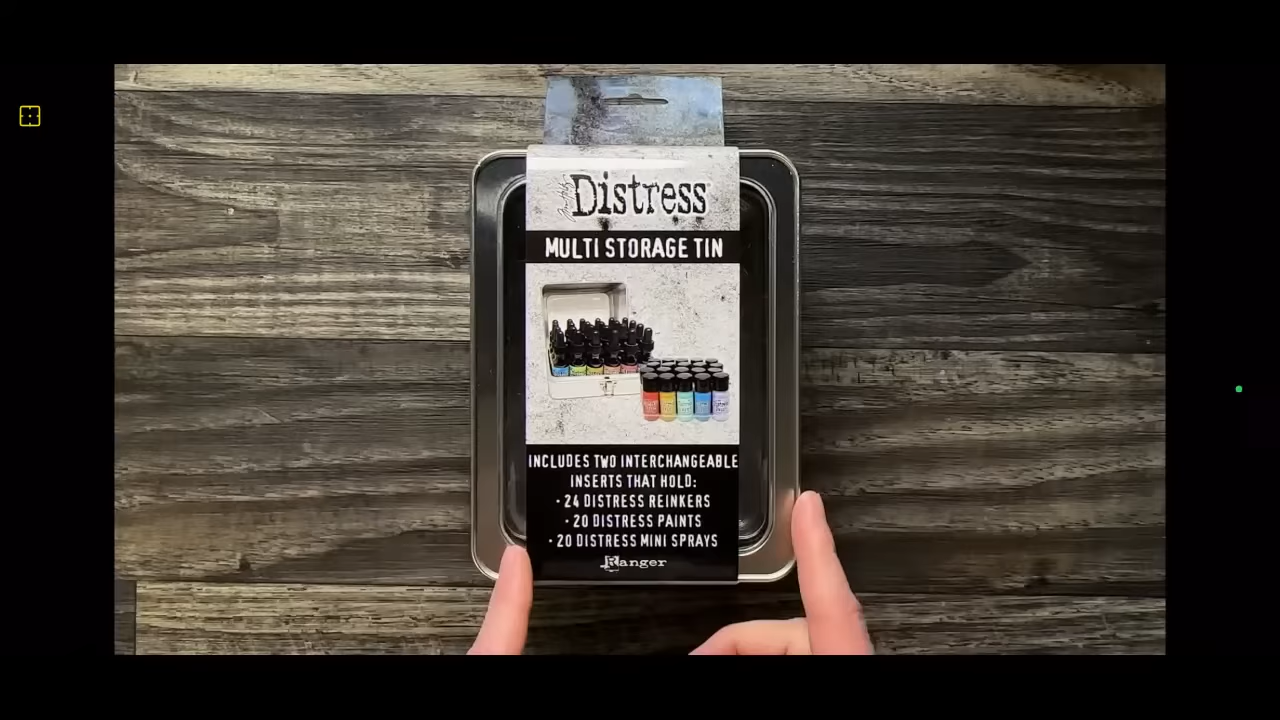 Distress
MULTI STORAGE TIN
INCLUDES TWO INTERCHANGEABLE
INSERTS THAT HOLD:
• 24 DISTRESS REINKERS
• 20 DISTRESS PAINTS
• 20 DISTRESS MINI SPRAYS
Ranger